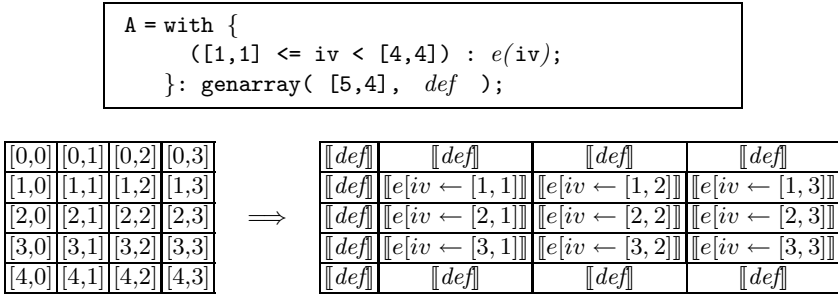 A = with {
([1,1] <= iv < [4,4]) : e(iv);
}: genarray( [5,4], def );
[0,0] [0,1] [0,2] [0,3] ⟦def⟧ ⟦def⟧ ⟦def⟧ ⟦def⟧
[1,0] [1,1] [1,2] [1,3] ⟦def⟧ ⟦e[iv ← [1, 1]]⟧ ⟦e[iv ← [1, 2]]⟧ ⟦e[iv ← [1, 3]]⟧
[2,0] [2,1] [2,2] [2,3] ⟹ ⟦def⟧ ⟦e[iv ← [2, 1]]⟧ ⟦e[iv ← [2, 2]]⟧ ⟦e[iv ← [2, 3]]⟧
[3,0] [3,1] [3,2] [3,3] ⟦def⟧ ⟦e[iv ← [3, 1]]⟧ ⟦e[iv ← [3, 2]]⟧ ⟦e[iv ← [3, 3]]⟧
[4,0] [4,1] [4,2] [4,3] ⟦def⟧ ⟦def⟧ ⟦def⟧ ⟦def⟧